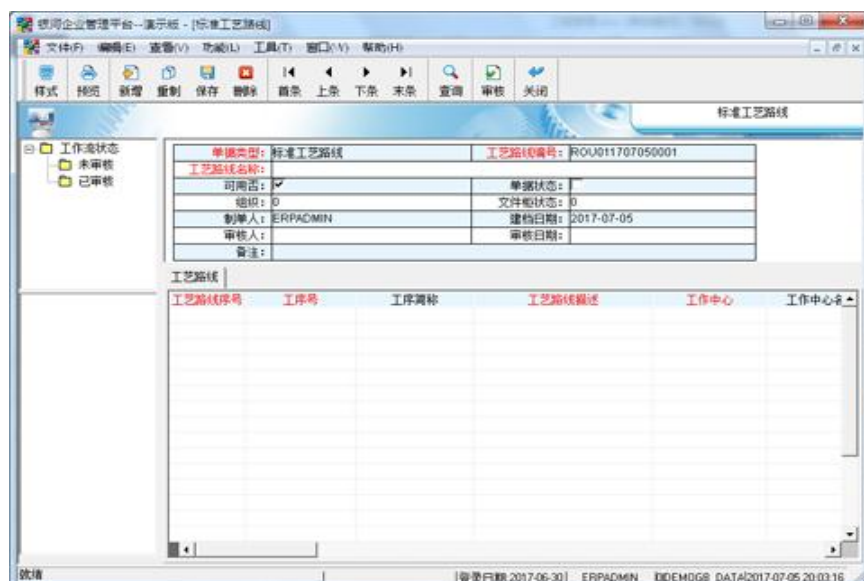 银河企业管理平台--演示版 - [标准工艺路线]
文件(F) 编辑(E) 查看(V) 功能(L) 工具(T) 窗口(W) 帮助(H)
样式 预览 新增 重制 保存 删除 首条 上条 下条 末条 查询 审核 关闭
标准工艺路线
工作流状态
未审核
已审核
单据类型: 标准工艺路线 工艺路线编号: ROU011707050001
工艺路线名称:
可用否: 单据状态:
组织: 0 文件柜状态: 0
制单人: ERPADMIN 建档日期: 2017-07-05
审核人: 审核日期:
备注:
工艺路线
工艺路线序号 工序号 工序简称 工艺路线描述 工作中心 工作中心名
就绪 登录日期:2017-06-30 ERPADMIN DDEMOG8_DATA 2017-07-05 20:03:16